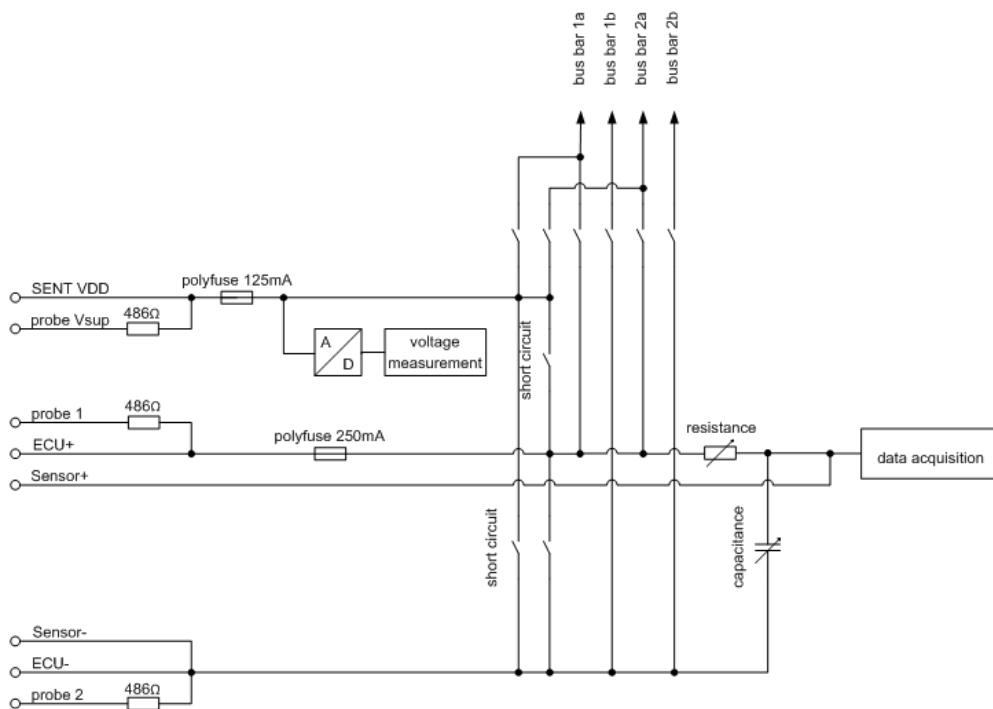 bus bar 1a
bus bar 1b
bus bar 2a
bus bar 2b
SENT VDD
polyfuse 125mA
probe Vsup
486Ω
A
D
voltage
measurement
short circuit
probe 1
486Ω
ECU+
polyfuse 250mA
resistance
data acquisition
Sensor+
short circuit
capacitance
Sensor-
ECU-
probe 2
486Ω